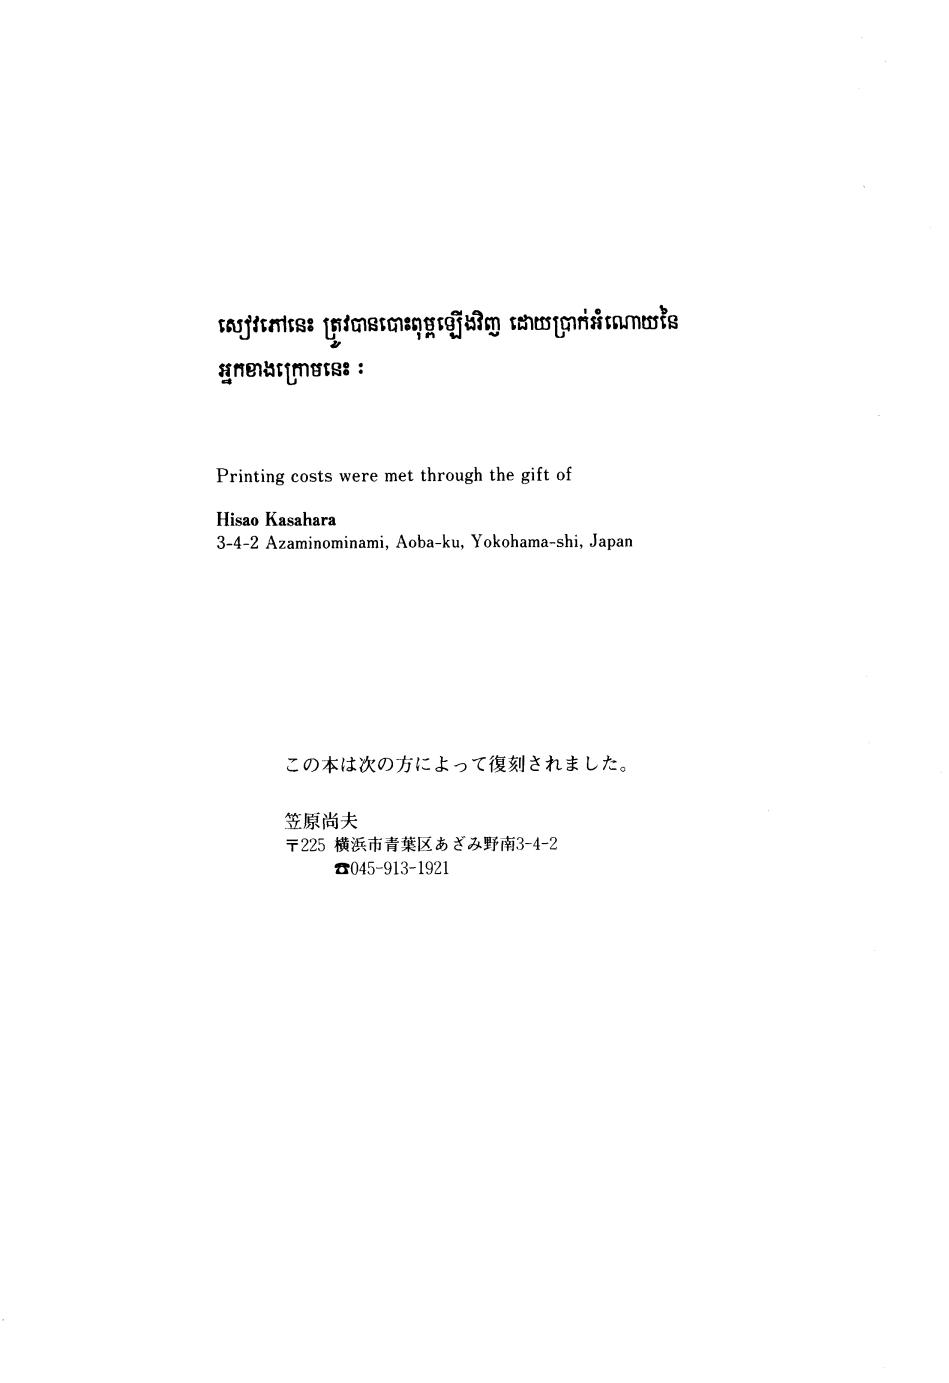 សៀវភៅនេះ ត្រូវបានបោះពុម្ពឡើងវិញ ដោយប្រាក់អំណោយនៃ
អ្នកខាងក្រោមនេះ :
Printing costs were met through the gift of
Hisao Kasahara
3-4-2 Azaminominami, Aoba-ku, Yokohama-shi, Japan
この本は次の方によって復刻されました。
笠原尚夫
〒225 横浜市青葉区あざみ野南3-4-2
☎045-913-1921